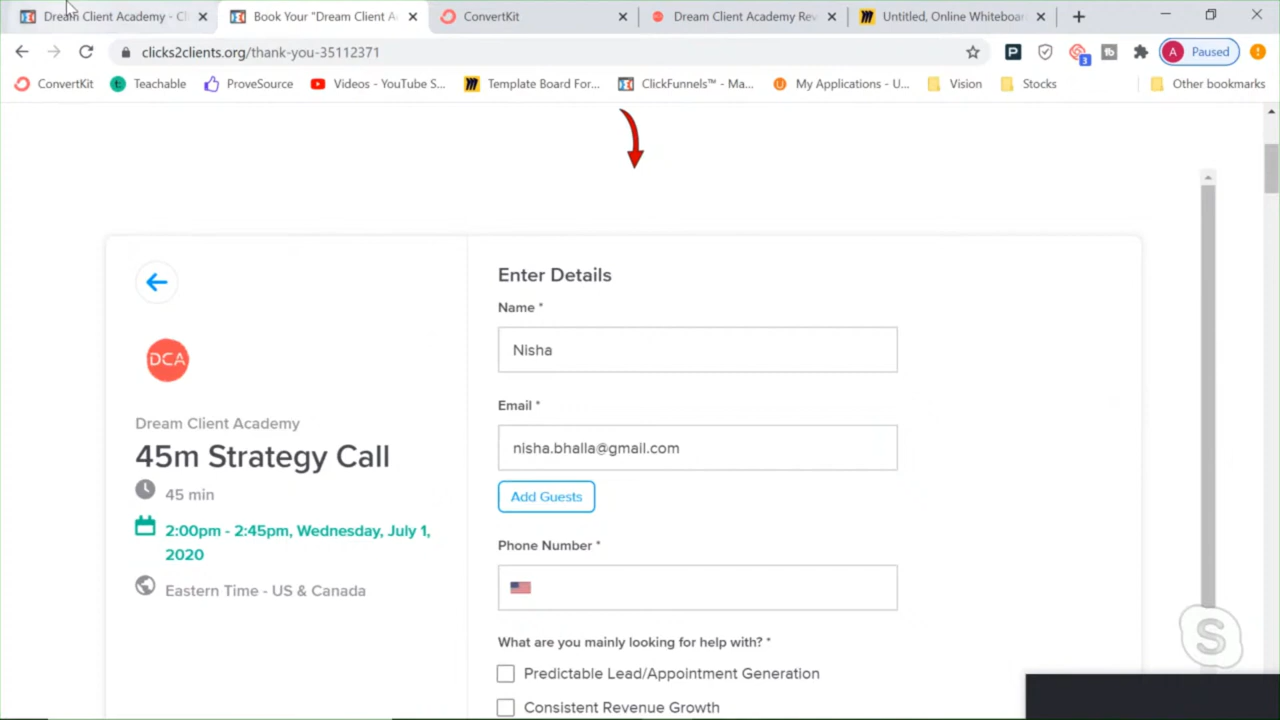 Dream Client Academy - Cl
Book Your "Dream Client A
ConvertKit
Dream Client Academy Rev
Untitled, Online Whiteboar
clicks2clients.org/thank-you-35112371
P
3
A
Paused
ConvertKit
Teachable
ProveSource
Videos - YouTube S...
Template Board For...
ClickFunnels™ - Ma...
My Applications - U...
Vision
Stocks
Other bookmarks
DCA
Dream Client Academy
45m Strategy Call
45 min
2:00pm - 2:45pm, Wednesday, July 1,
2020
Eastern Time - US & Canada
Enter Details
Name *
Nisha
Email *
nisha.bhalla@gmail.com
Add Guests
Phone Number *
What are you mainly looking for help with? *
Predictable Lead/Appointment Generation
Consistent Revenue Growth
S